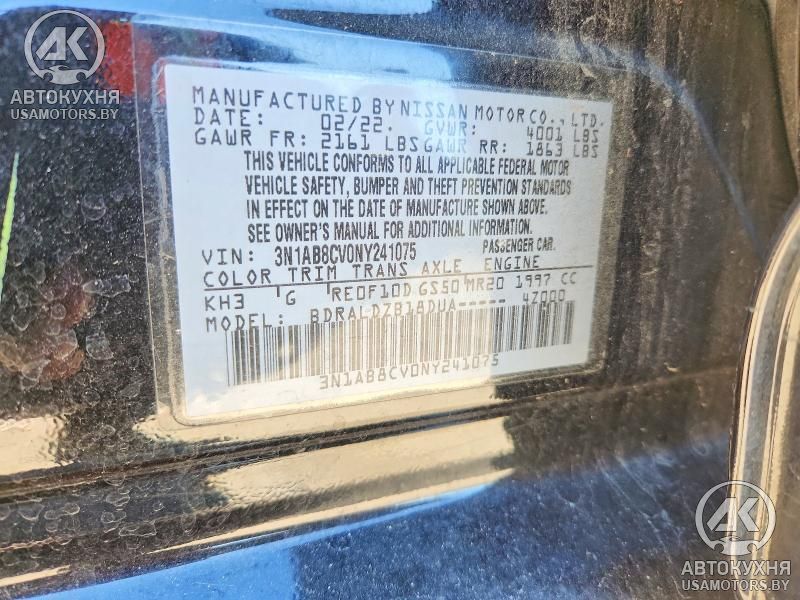 AK
АВТОКУХНЯ
USAMOTORS.BY
MANUFACTURED BY NISSAN MOTOR CO., LTD.
DATE: 02/22. GVWR: 4001 LBS
GAWR FR: 2161 LBS GAWR RR: 1863 LBS
THIS VEHICLE CONFORMS TO ALL APPLICABLE FEDERAL MOTOR
VEHICLE SAFETY, BUMPER AND THEFT PREVENTION STANDARDS
IN EFFECT ON THE DATE OF MANUFACTURE SHOWN ABOVE.
SEE OWNER'S MANUAL FOR ADDITIONAL INFORMATION.
VIN: 3N1AB8CV0NY241075 PASSENGER CAR.
COLOR TRIM TRANS AXLE ENGINE
KH3 G RE0F10D GS50 MR20 1997 CC
MODEL: BDRALDZB18DUA----- 4Z000
3N1AB8CV0NY241075
AK
АВТОКУХНЯ
USAMOTORS.BY